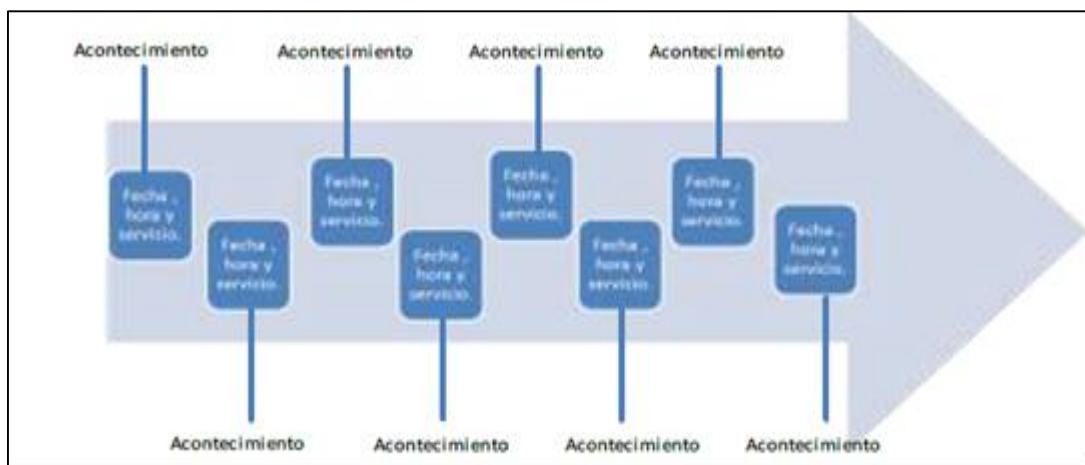 Acontecimiento
Acontecimiento
Acontecimiento
Acontecimiento
Fecha ,
hora y
servicio.
Fecha ,
hora y
servicio.
Fecha ,
hora y
servicio.
Fecha ,
hora y
servicio.
Fecha ,
hora y
servicio.
Fecha ,
hora y
servicio.
Fecha ,
hora y
servicio.
Fecha ,
hora y
servicio.
Acontecimiento
Acontecimiento
Acontecimiento
Acontecimiento